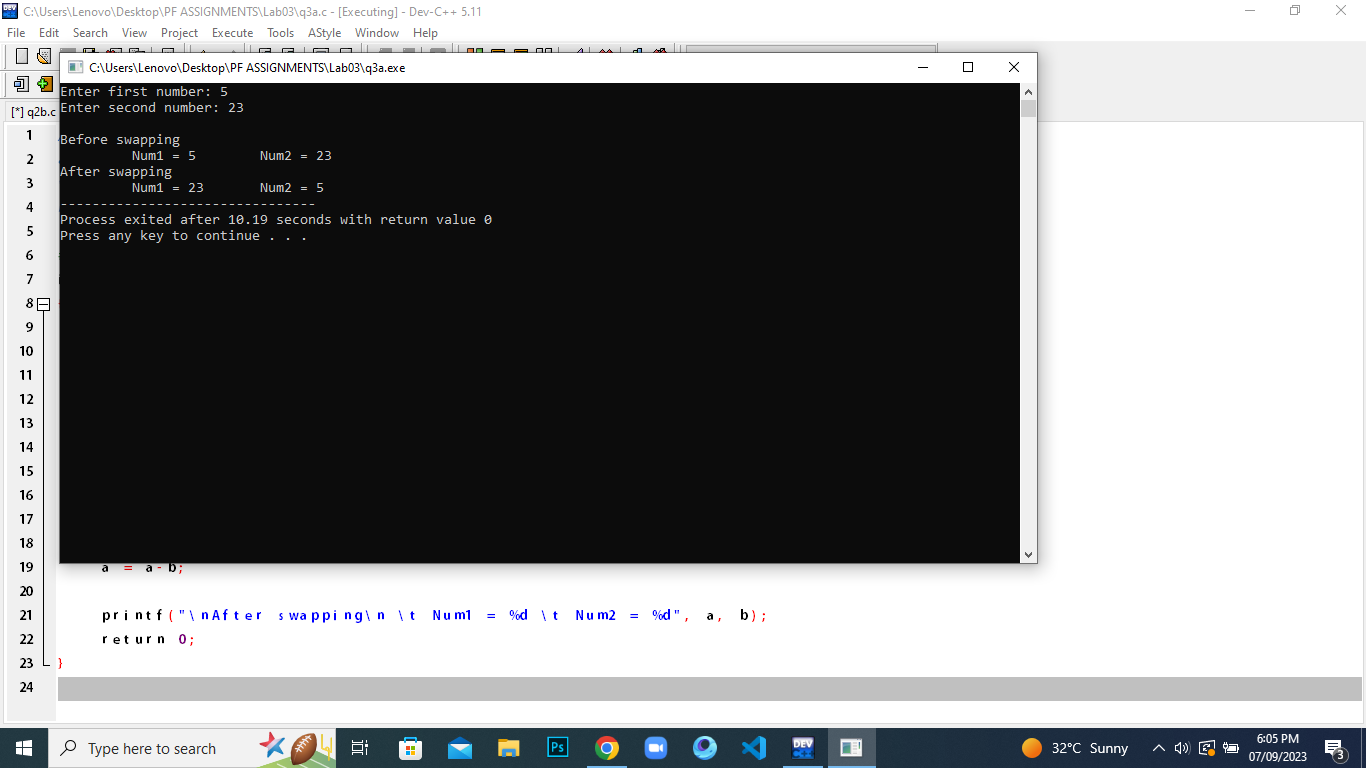 C:\Users\Lenovo\Desktop\PF ASSIGNMENTS\Lab03\q3a.c - [Executing] - Dev-C++ 5.11
File Edit Search View Project Execute Tools AStyle Window Help
C:\Users\Lenovo\Desktop\PF ASSIGNMENTS\Lab03\q3a.exe
[*] q2b.c
Enter first number: 5
Enter second number: 23
Before swapping
Num1 = 5 Num2 = 23
After swapping
Num1 = 23 Num2 = 5
--------------------------------
Process exited after 10.19 seconds with return value 0
Press any key to continue . . .
1
2
3
4
5
6
7
8
9
10
11
12
13
14
15
16
17
18
19 a = a-b;
20
21 printf("\nAfter swapping\n \t Num1 = %d \t Num2 = %d", a, b);
22 return 0;
23 }
24
Type here to search
Ps
DEV
32°C Sunny
6:05 PM
07/09/2023
3